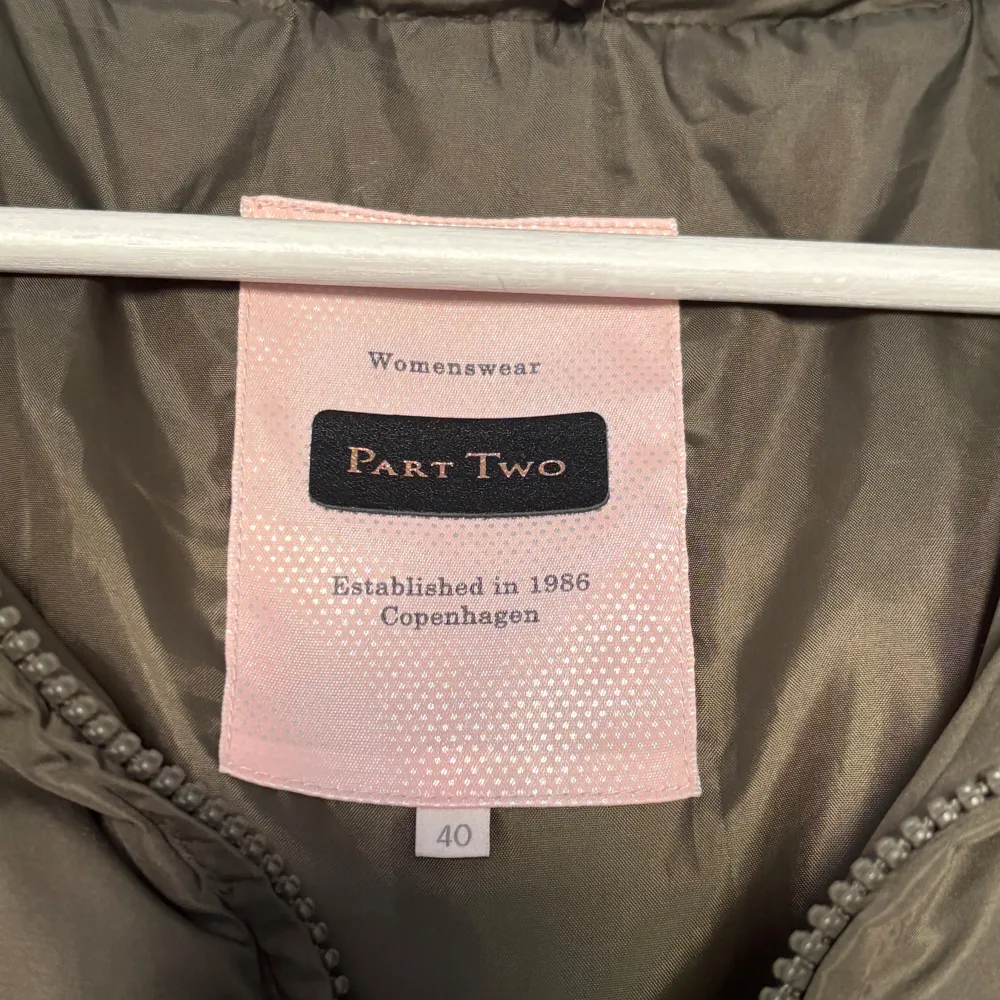 Womenswear
PART TWO
Established in 1986
Copenhagen
40